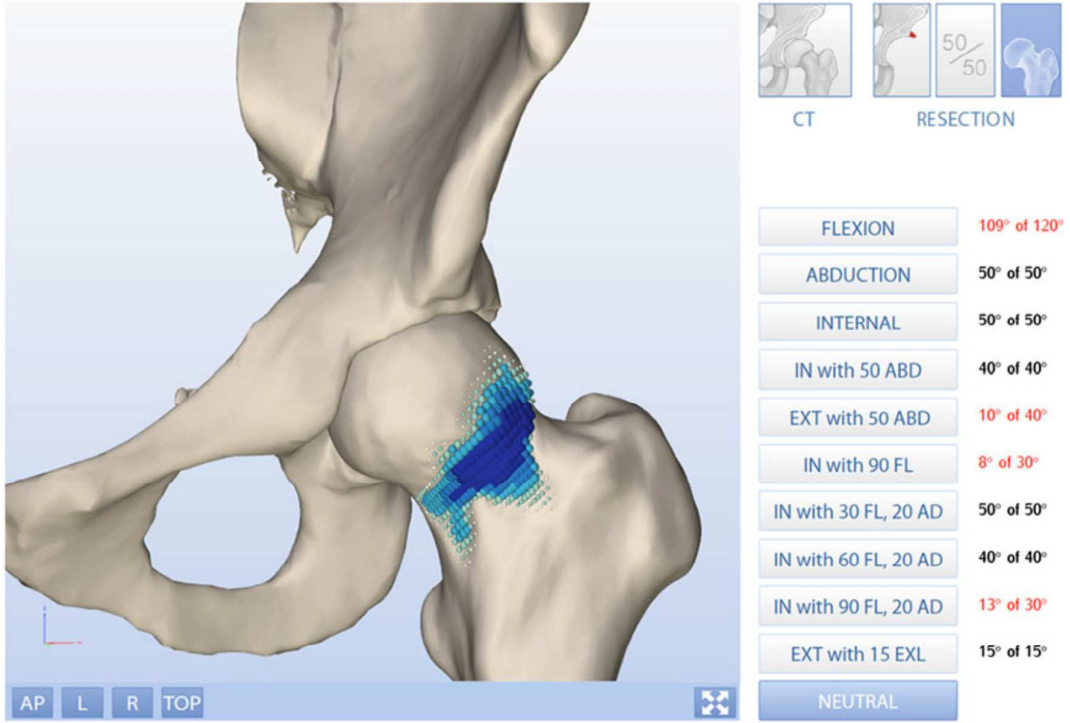 50/50
CT
RESECTION
FLEXION 109° of 120°
ABDUCTION 50° of 50°
INTERNAL 50° of 50°
IN with 50 ABD 40° of 40°
EXT with 50 ABD 10° of 40°
IN with 90 FL 8° of 30°
IN with 30 FL, 20 AD 50° of 50°
IN with 60 FL, 20 AD 40° of 40°
IN with 90 FL, 20 AD 13° of 30°
EXT with 15 EXL 15° of 15°
AP L R TOP
NEUTRAL